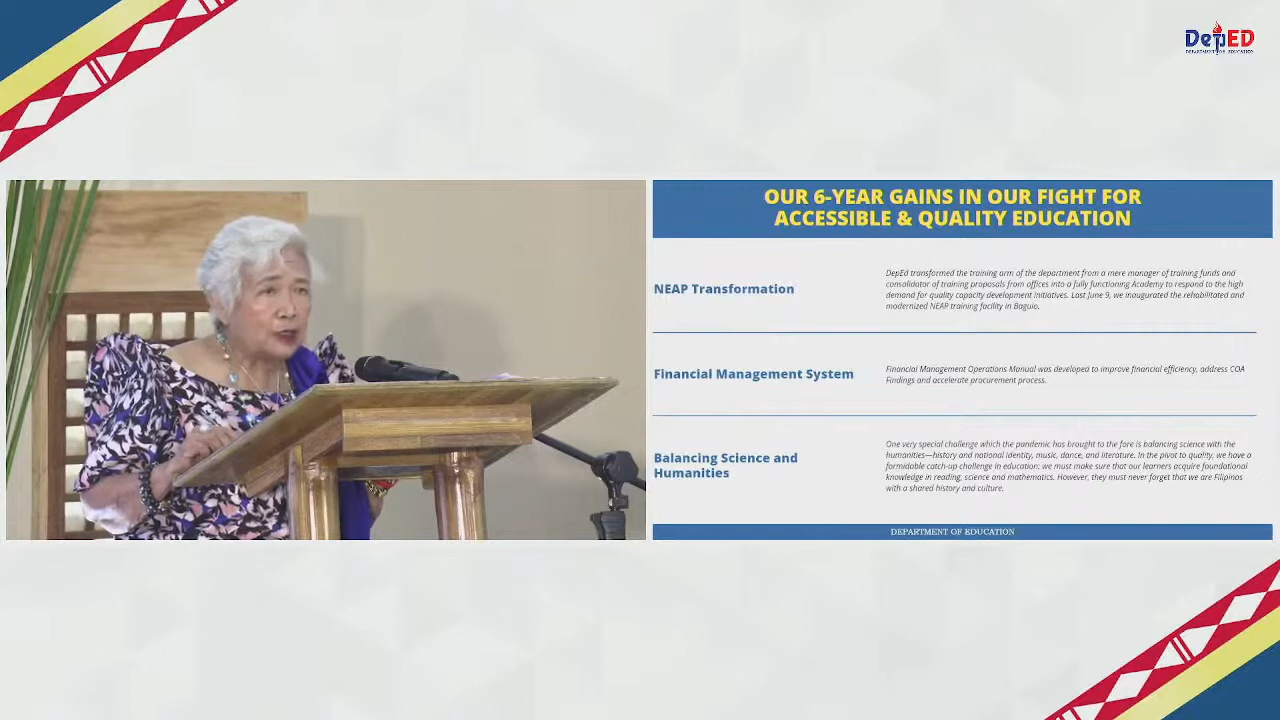 DepED
DEPARTMENT OF EDUCATION
OUR 6-YEAR GAINS IN OUR FIGHT FOR
ACCESSIBLE & QUALITY EDUCATION
NEAP Transformation
DepEd transformed the training arm of the department from a mere manager of training funds and
consolidator of training proposals from offices into a fully functioning Academy to respond to the high
demand for quality capacity development initiatives. Last June 9, we inaugurated the rehabilitated and
modernized NEAP training facility in Baguio.
Financial Management System
Financial Management Operations Manual was developed to improve financial efficiency, address COA
Findings and accelerate procurement process.
Balancing Science and
Humanities
One very special challenge which the pandemic has brought to the fore is balancing science with the
humanities—history and national identity, music, dance, and literature. In the pivot to quality, we have a
formidable catch-up challenge in education: we must make sure that our learners acquire foundational
knowledge in reading, science and mathematics. However, they must never forget that we are Filipinos
with a shared history and culture.
DEPARTMENT OF EDUCATION